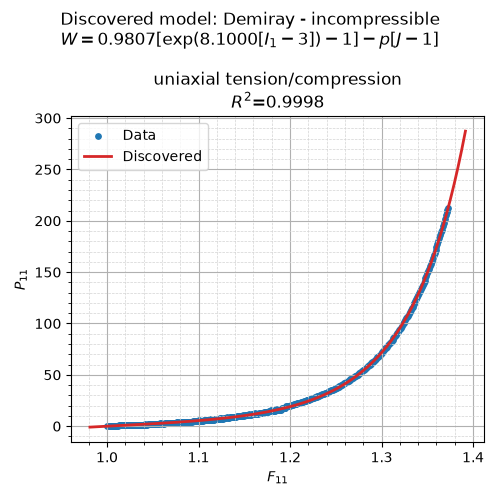 Discovered model: Demiray - incompressible
W = 0.9807[exp(8.1000[I₁ − 3]) − 1] − p[J − 1]
uniaxial tension/compression
R²=0.9998
Data
Discovered
300
250
200
150
100
50
0
P₁₁
1.0 1.1 1.2 1.3 1.4
F₁₁